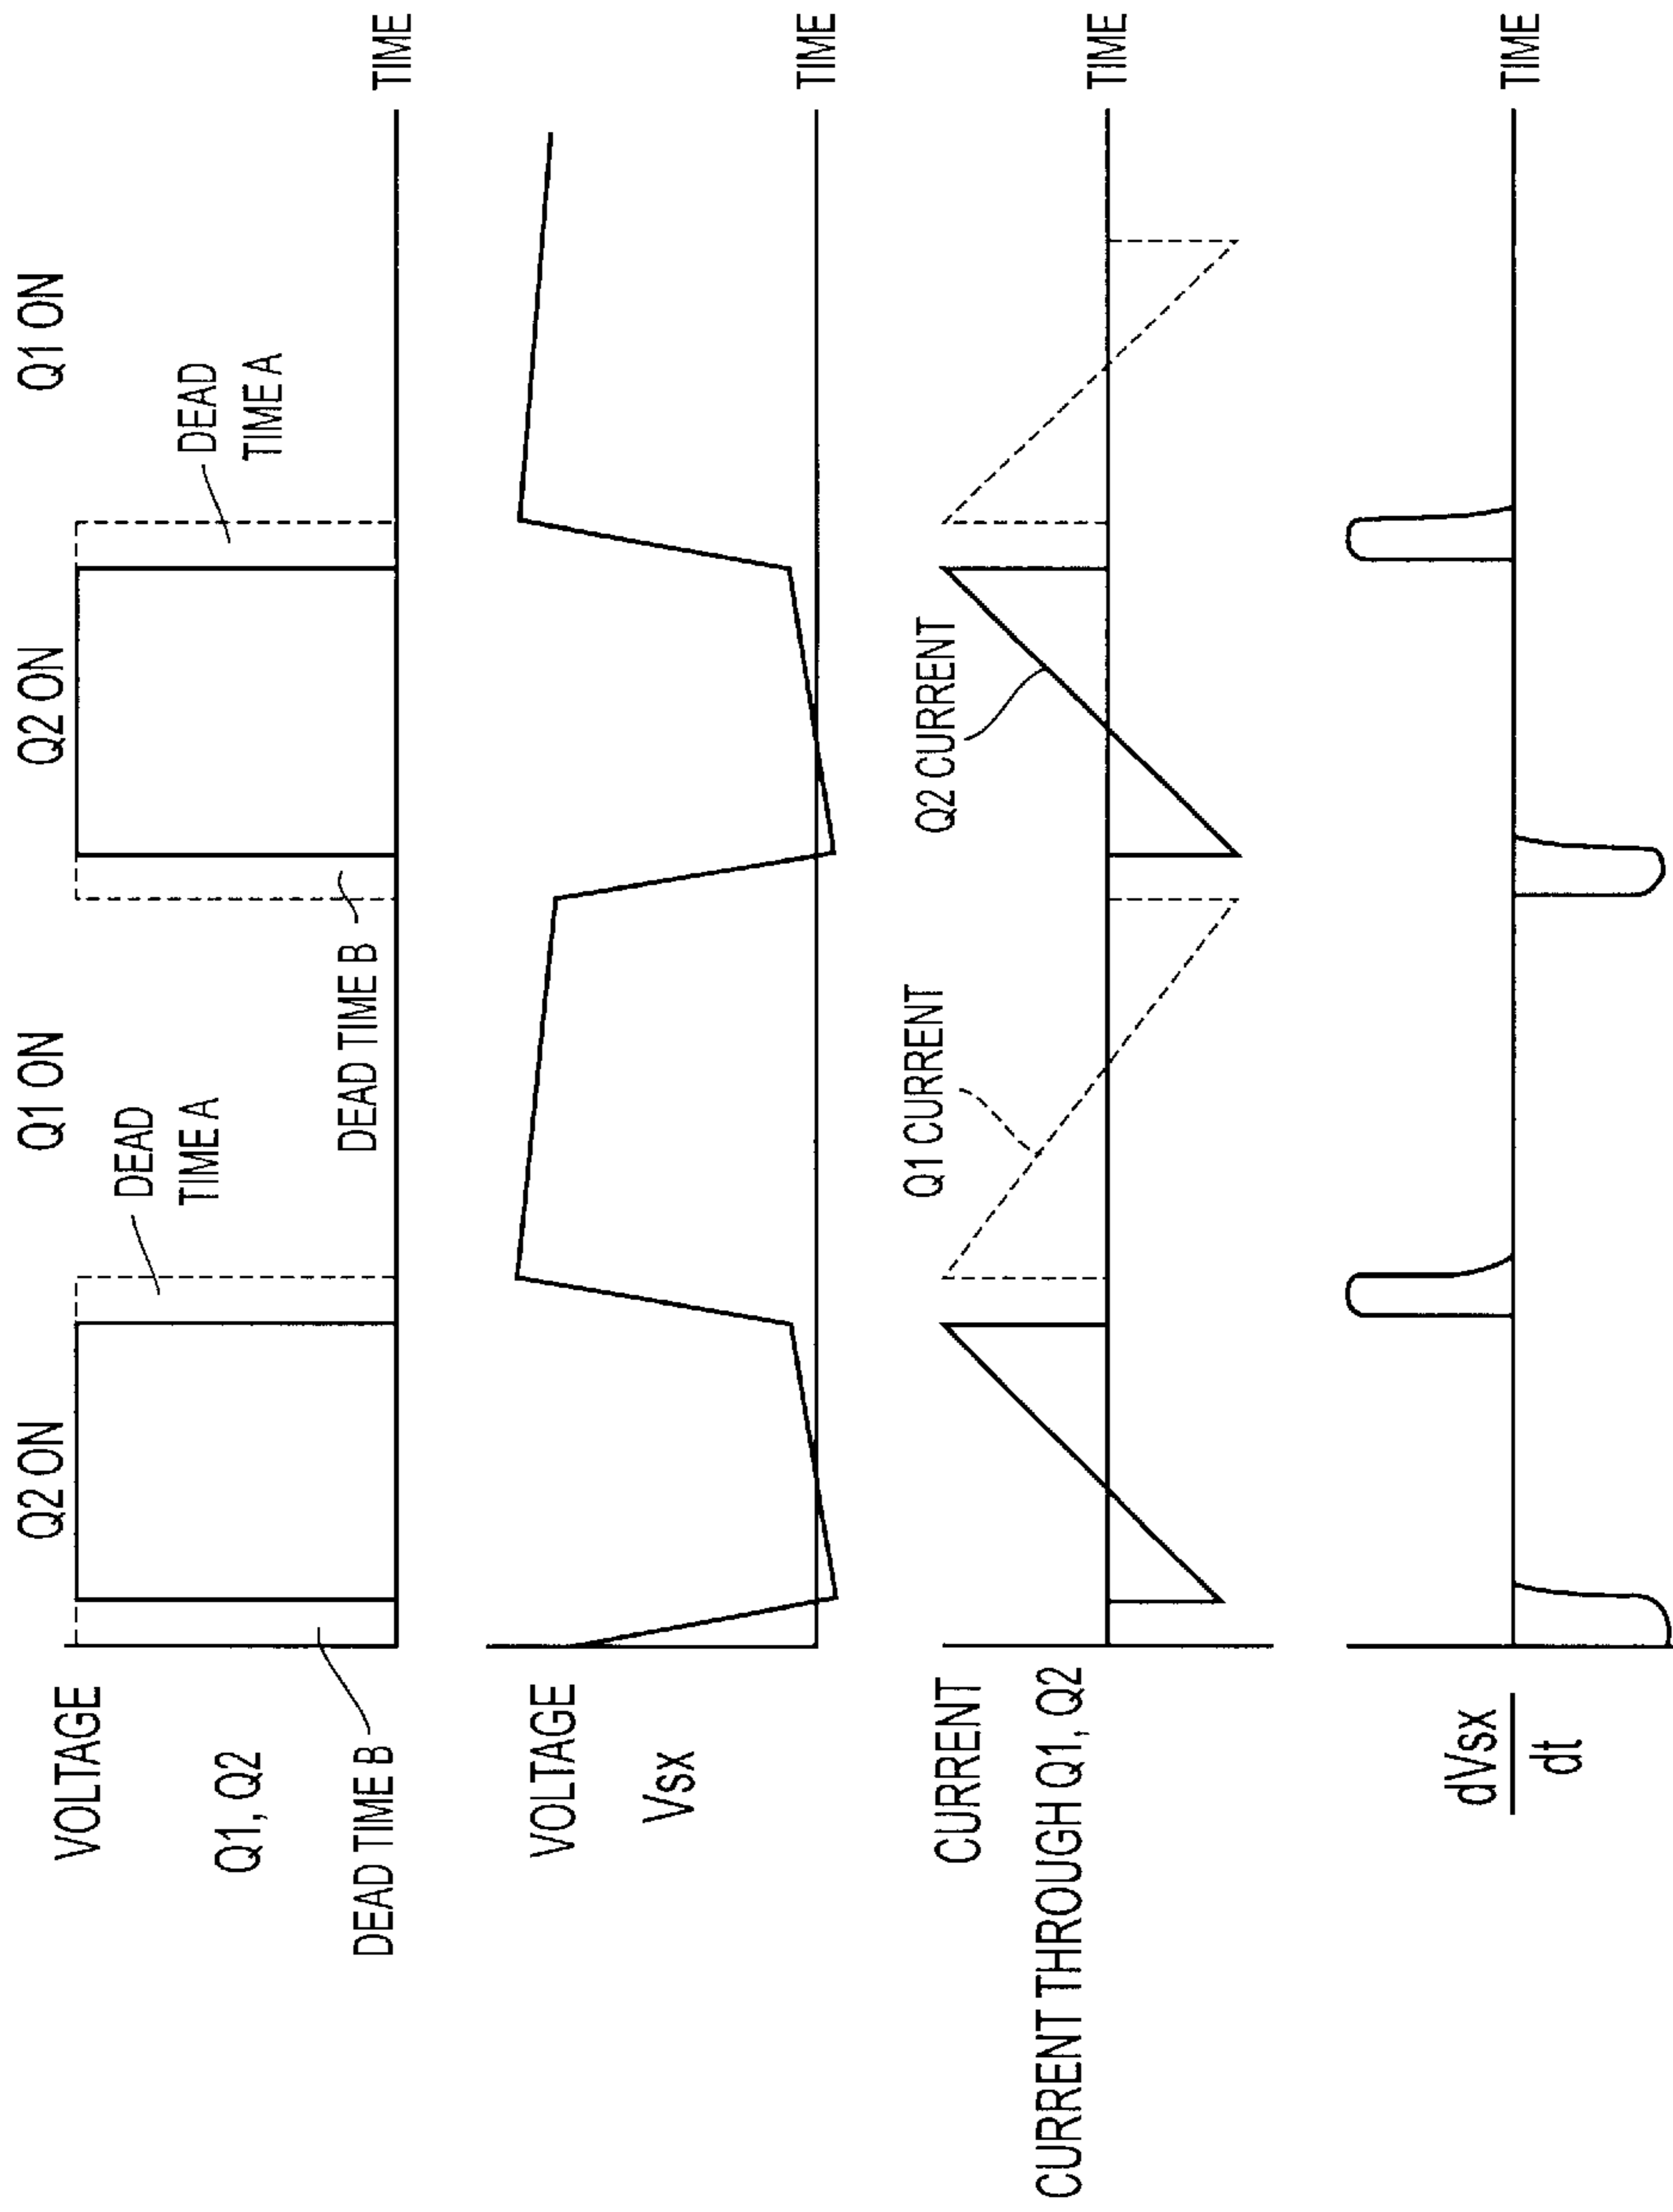 Q2 ON
Q1 ON
Q2 ON
Q1 ON
VOLTAGE
Q1, Q2
DEAD TIME B
DEAD
TIME A
DEAD TIME B
DEAD
TIME A
TIME
VOLTAGE
Vsx
TIME
CURRENT
CURRENT THROUGH Q1, Q2
Q1 CURRENT
Q2 CURRENT
TIME
dVsx
dt
TIME